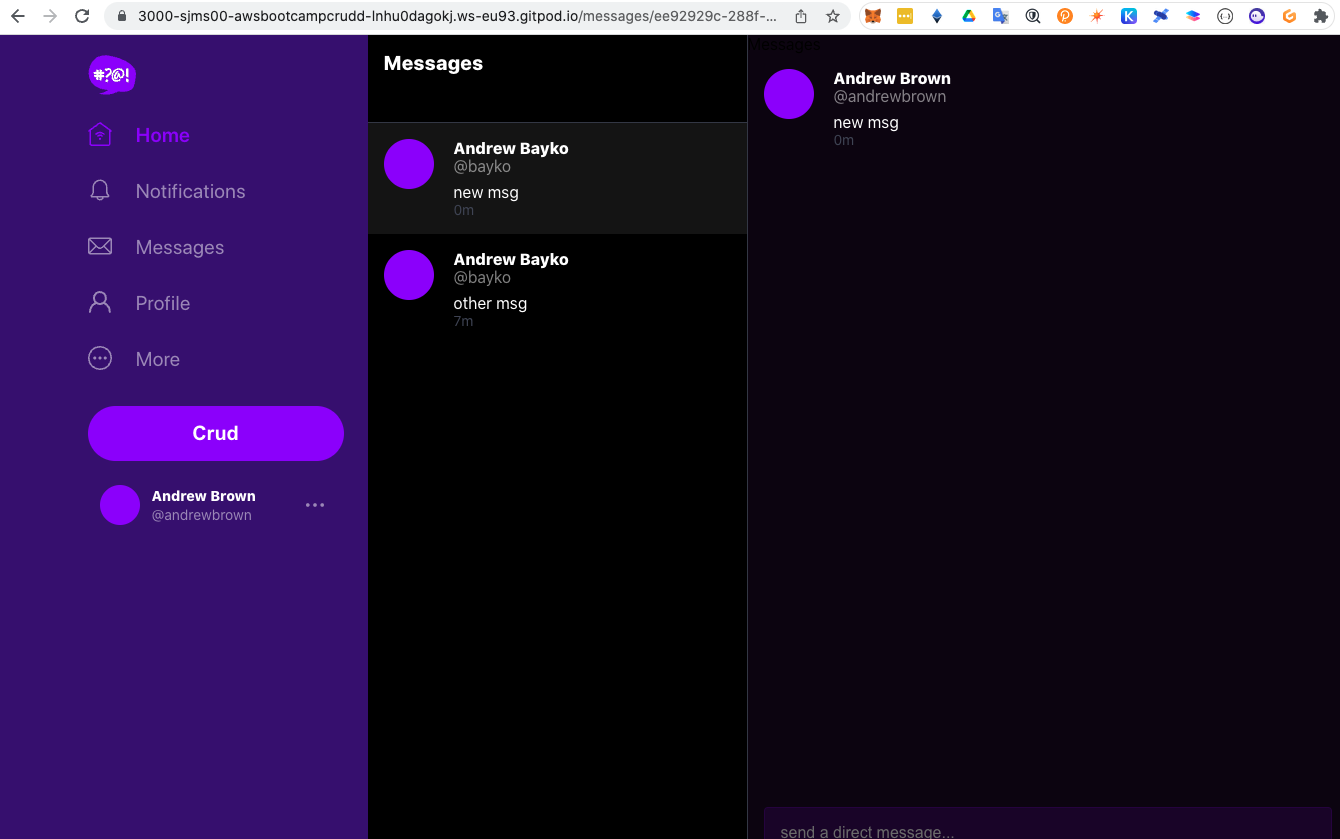 3000-sjms00-awsbootcampcrudd-lnhu0dagokj.ws-eu93.gitpod.io/messages/ee92929c-288f-...
#?@!
Home
Notifications
Messages
Profile
More
Crud
Andrew Brown
@andrewbrown
Messages
Andrew Bayko
@bayko
new msg
0m
Andrew Bayko
@bayko
other msg
7m
Messages
Andrew Brown
@andrewbrown
new msg
0m
send a direct message...